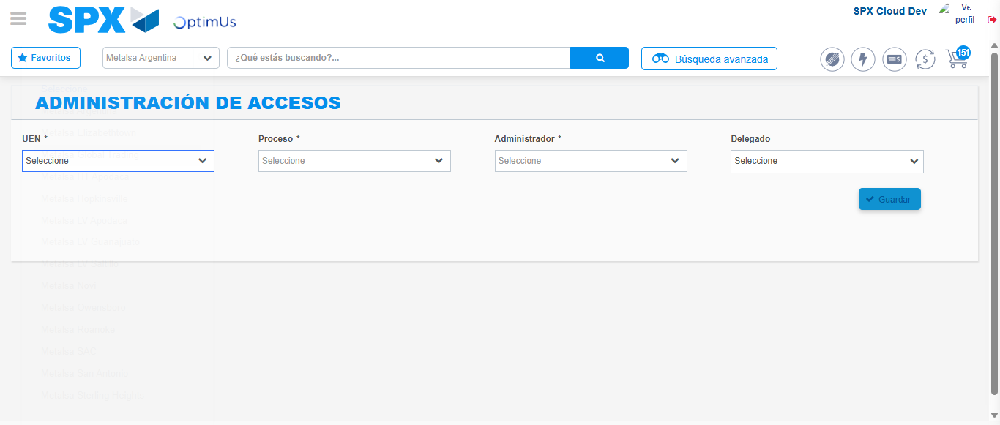 SPX OptimUs
SPX Cloud Dev
Ve
perfil
Favoritos
Metalsa Argentina
¿Qué estás buscando?...
Búsqueda avanzada
151
ADMINISTRACIÓN DE ACCESOS
UEN *
Proceso *
Administrador *
Delegado
Seleccione
Seleccione
Seleccione
Seleccione
Guardar
Seleccione
Metalsa Elizabethtown
Metalsa Global Trading
Metalsa HT Apodaca
Metalsa Hopkinsville
Metalsa LV Apodaca
Metalsa LV Guanajuato
Metalsa LV Saltillo
Metalsa Novi
Metalsa Owensboro
Metalsa Roanoke
Metalsa SAC
Metalsa San Antonio
Metalsa Sterling Heights